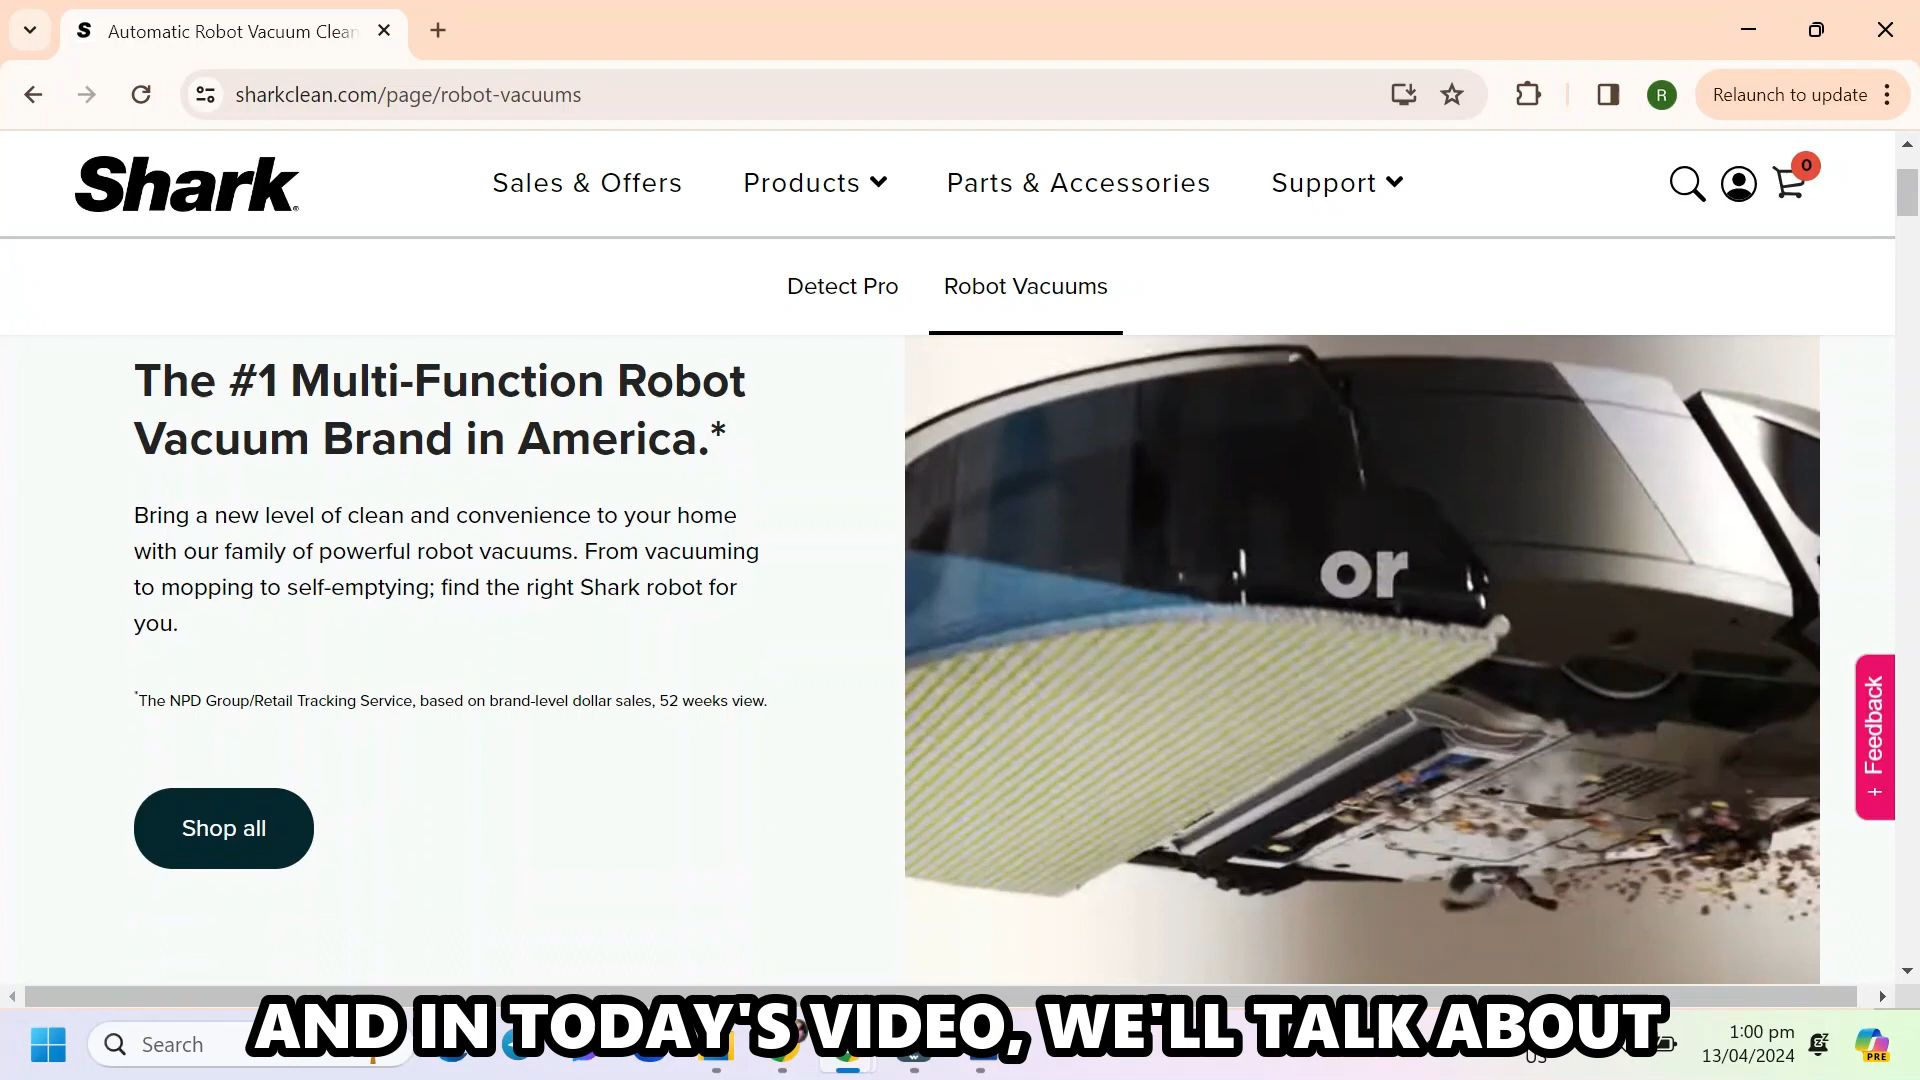 Automatic Robot Vacuum Clean
sharkclean.com/page/robot-vacuums
R
Relaunch to update
Shark
Sales & Offers
Products
Parts & Accessories
Support
0
Detect Pro
Robot Vacuums
The #1 Multi-Function Robot
Vacuum Brand in America.*
Bring a new level of clean and convenience to your home
with our family of powerful robot vacuums. From vacuuming
to mopping to self-emptying; find the right Shark robot for
you.
*The NPD Group/Retail Tracking Service, based on brand-level dollar sales, 52 weeks view.
Shop all
or
+ Feedback
AND IN TODAY'S VIDEO, WE'LL TALK ABOUT
Search
US
1:00 pm
13/04/2024
PRE